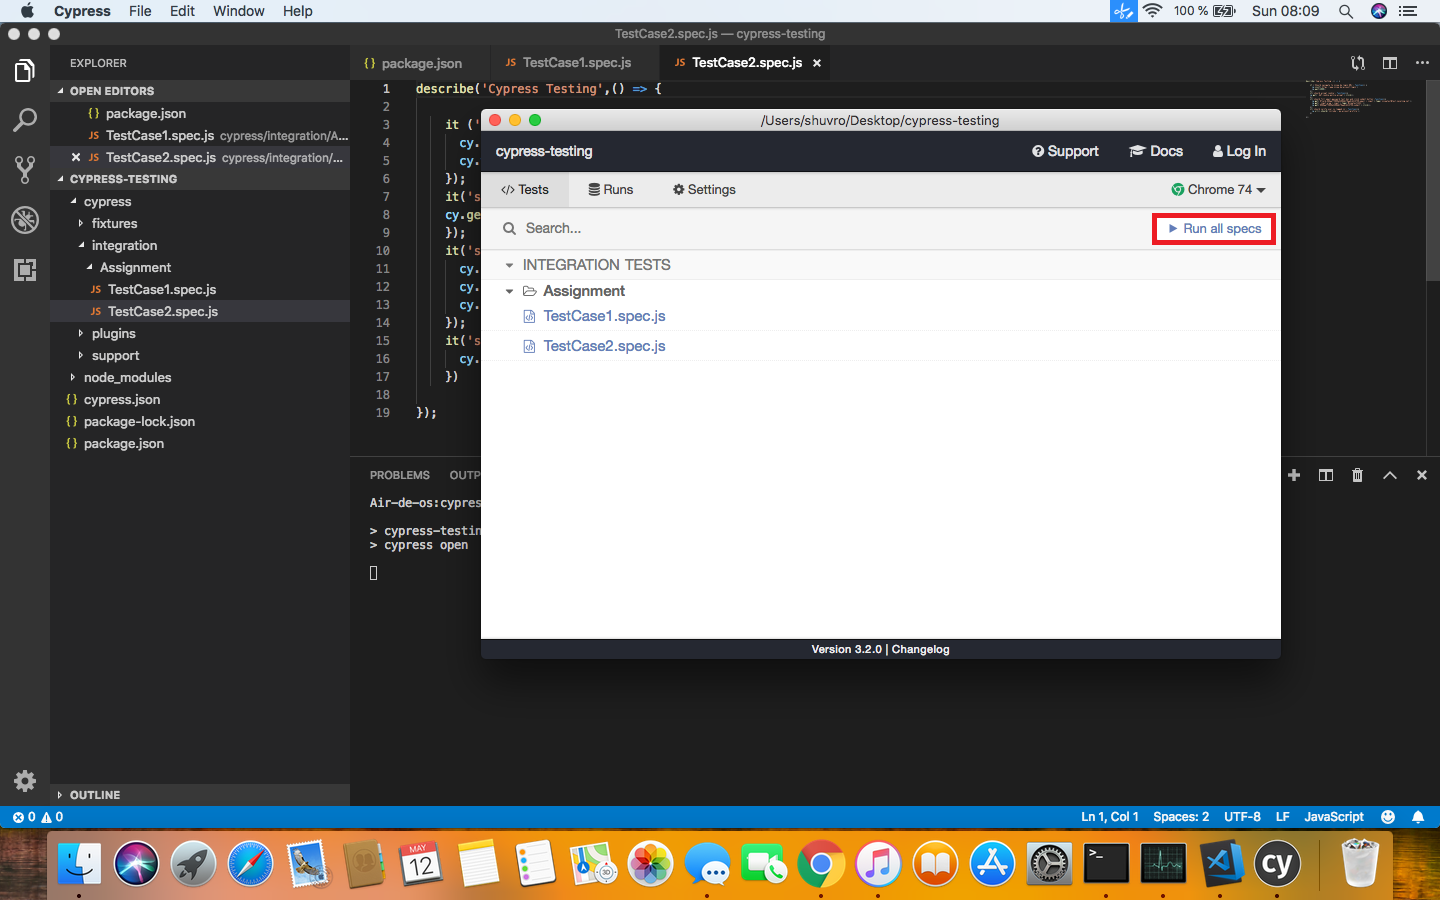 Cypress File Edit Window Help 100 % Sun 08:09
TestCase2.spec.js — cypress-testing
EXPLORER
OPEN EDITORS
{} package.json
JS TestCase1.spec.js cypress/integration/A...
JS TestCase2.spec.js cypress/integration/...
CYPRESS-TESTING
cypress
fixtures
integration
Assignment
JS TestCase1.spec.js
JS TestCase2.spec.js
plugins
support
node_modules
{} cypress.json
{} package-lock.json
{} package.json
OUTLINE
{} package.json JS TestCase1.spec.js JS TestCase2.spec.js
1 describe('Cypress Testing',() => {
2
3 it ('
4 cy.
5 cy.
6 });
7 it('s
8 cy.ge
9 });
10 it('s
11 cy.
12 cy.
13 cy.
14 });
15 it('s
16 cy.
17 })
18
19 });
PROBLEMS OUTP
Air-de-os:cypres
> cypress-testin
> cypress open
/Users/shuvro/Desktop/cypress-testing
cypress-testing Support Docs Log In
</> Tests Runs Settings Chrome 74
Search... Run all specs
INTEGRATION TESTS
Assignment
TestCase1.spec.js
TestCase2.spec.js
Version 3.2.0 | Changelog
0 0 Ln 1, Col 1 Spaces: 2 UTF-8 LF JavaScript
MAY
12
3D
>_
cy